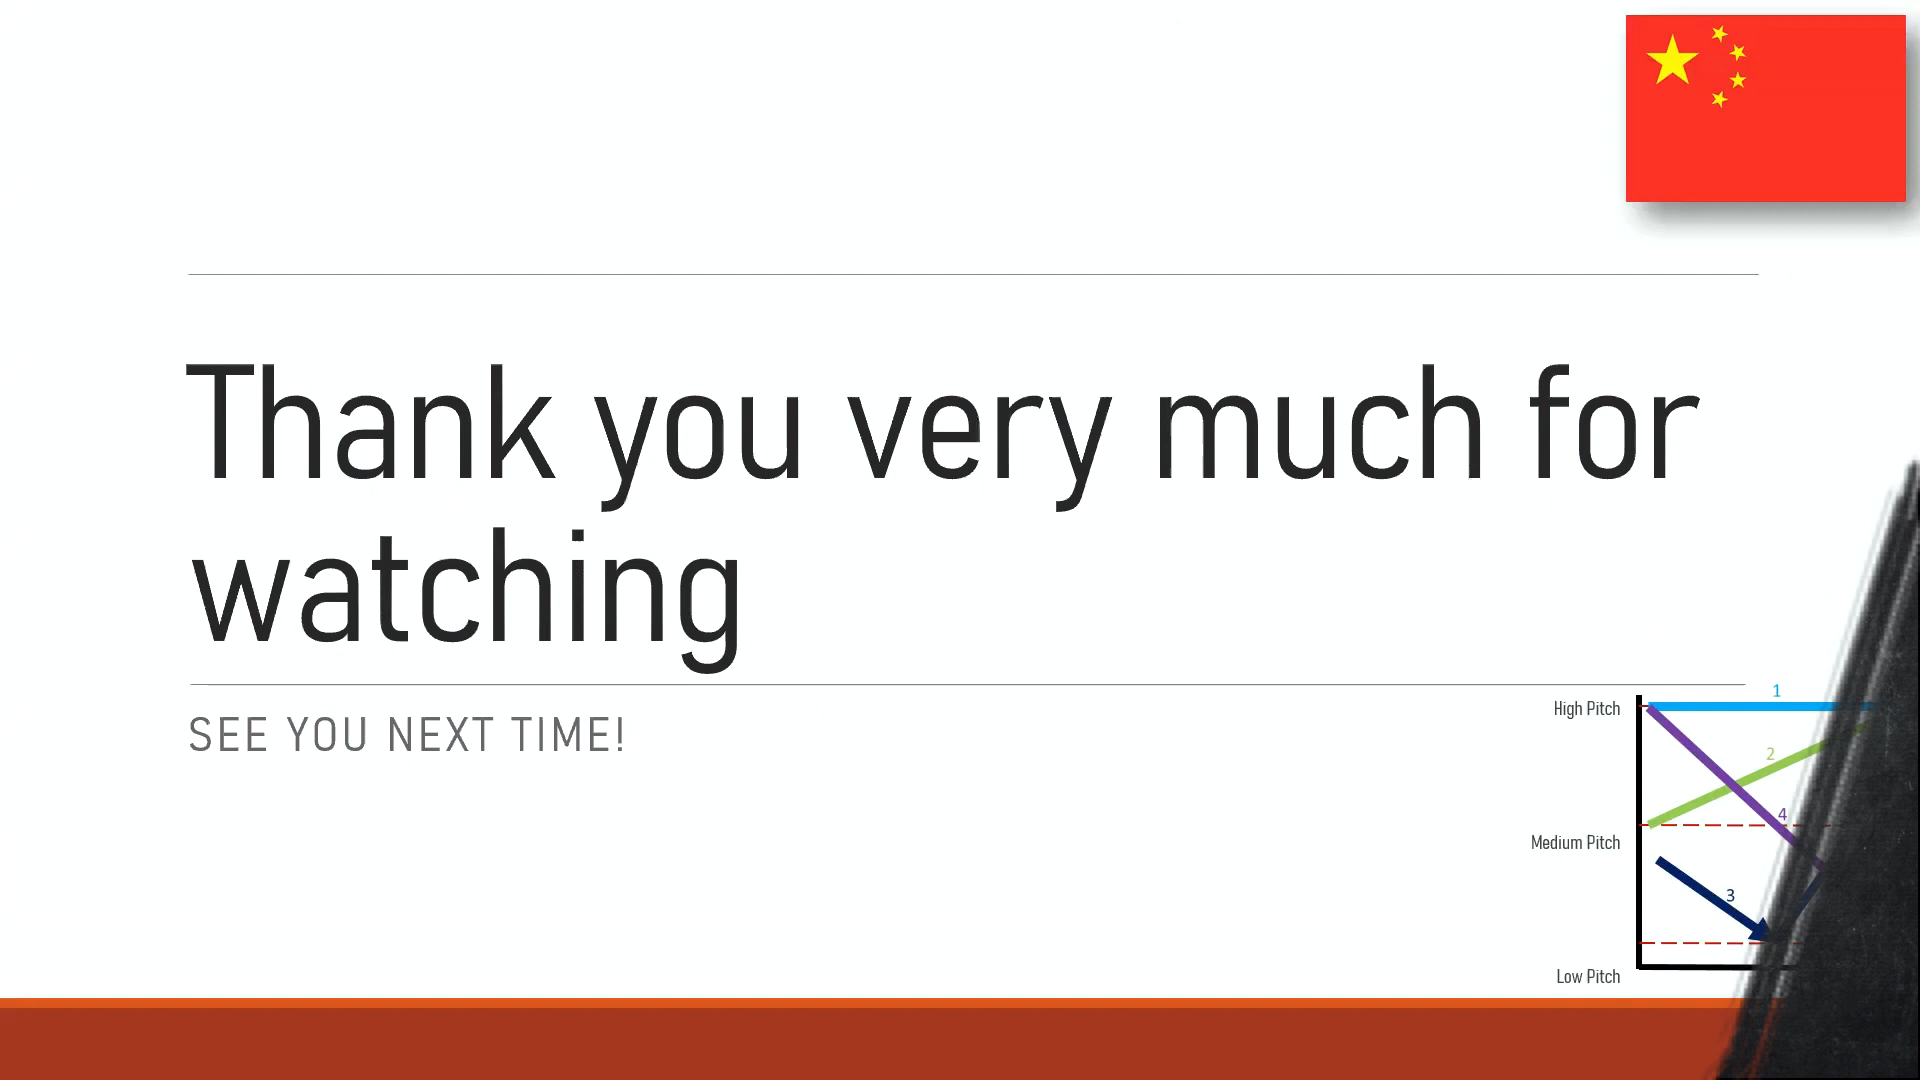 Thank you very much for
watching
SEE YOU NEXT TIME!
High Pitch
1
2
4
Medium Pitch
3
Low Pitch